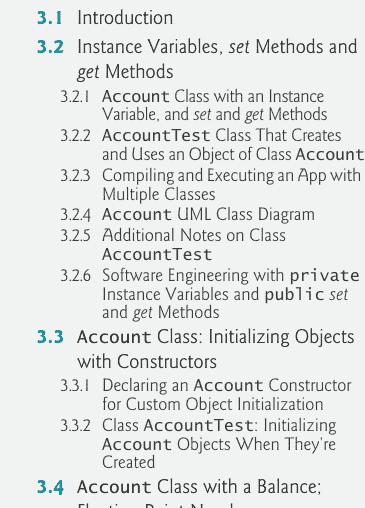 3.1 Introduction
3.2 Instance Variables, set Methods and
get Methods
3.2.1 Account Class with an Instance
Variable, and set and get Methods
3.2.2 AccountTest Class That Creates
and Uses an Object of Class Account
3.2.3 Compiling and Executing an App with
Multiple Classes
3.2.4 Account UML Class Diagram
3.2.5 Additional Notes on Class
AccountTest
3.2.6 Software Engineering with private
Instance Variables and public set
and get Methods
3.3 Account Class: Initializing Objects
with Constructors
3.3.1 Declaring an Account Constructor
for Custom Object Initialization
3.3.2 Class AccountTest: Initializing
Account Objects When They're
Created
3.4 Account Class with a Balance;